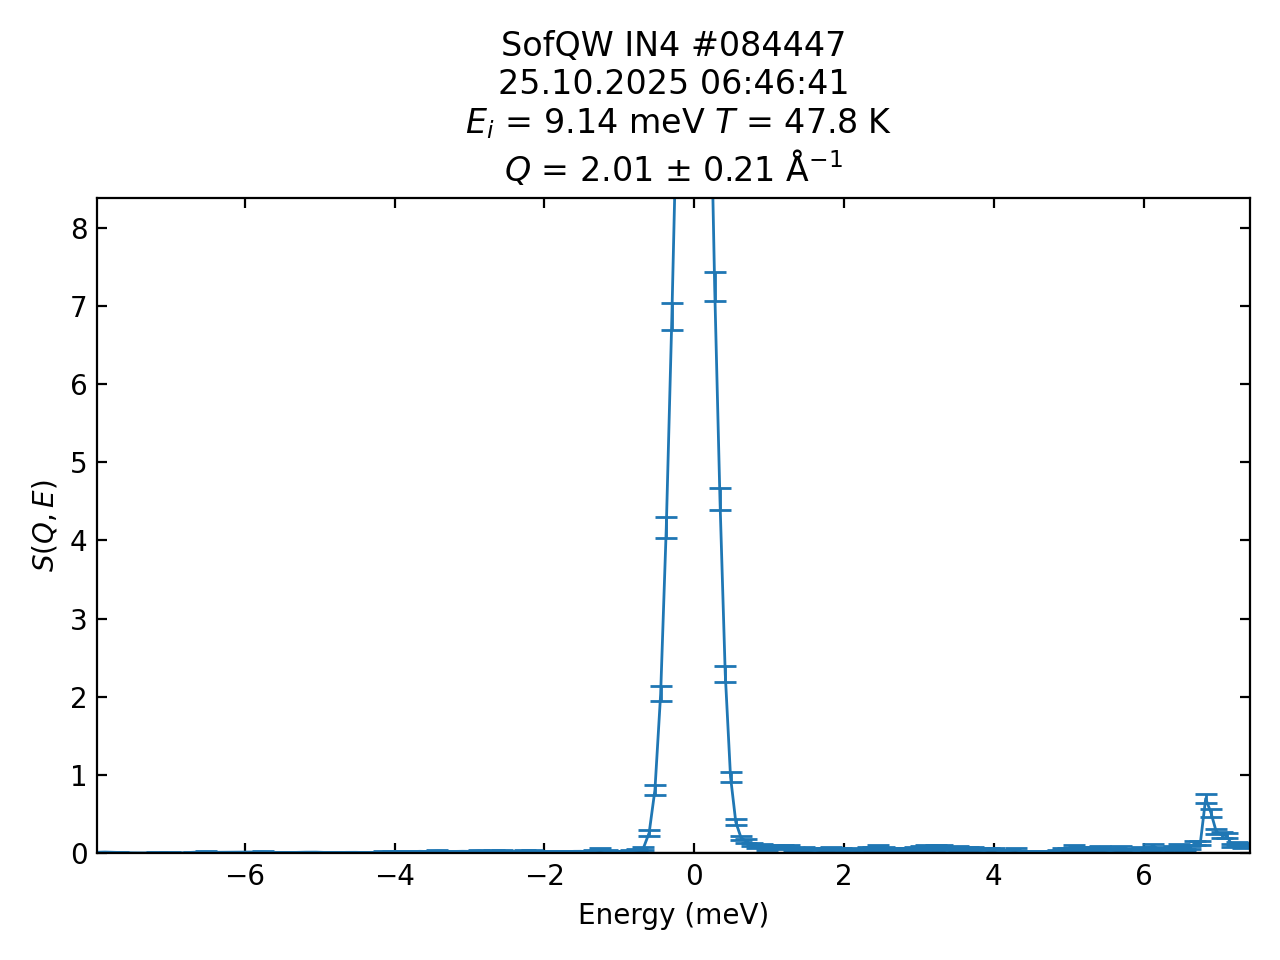 SofQW IN4 #084447
25.10.2025 06:46:41
$E_i$ = 9.14 meV $T$ = 47.8 K
$Q$ = 2.01 ± 0.21 Å$^{-1}$
8
7
6
5
4
3
2
1
0
$S(Q, E)$
−6 −4 −2 0 2 4 6
Energy (meV)